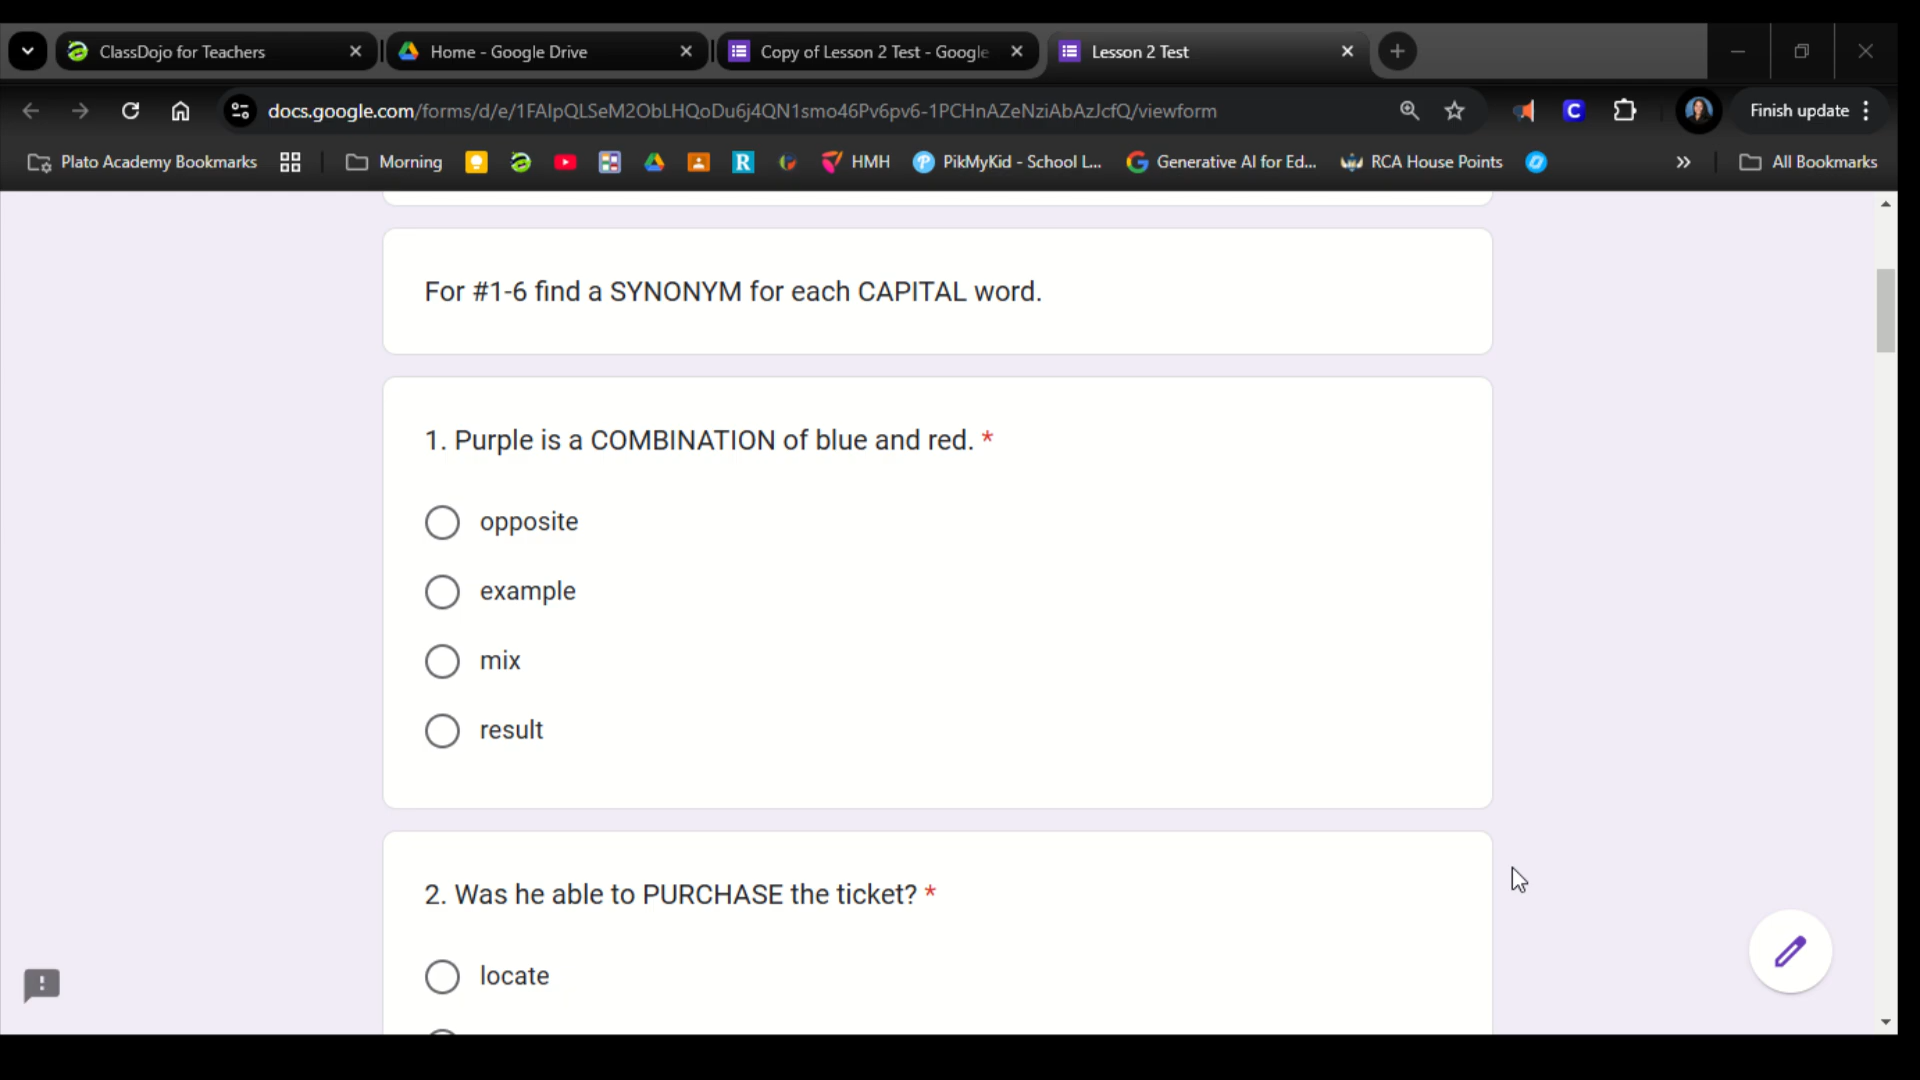 ClassDojo for Teachers
Home - Google Drive
Copy of Lesson 2 Test - Google
Lesson 2 Test
docs.google.com/forms/d/e/1FAIpQLSeM2ObLHQoDu6j4QN1smo46Pv6pv6-1PCHnAZeNziAbAzJcfQ/viewform
C
Finish update
Plato Academy Bookmarks
Morning
R
HMH
PikMyKid - School L...
Generative AI for Ed...
RCA House Points
All Bookmarks
For #1-6 find a SYNONYM for each CAPITAL word.
1. Purple is a COMBINATION of blue and red. *
opposite
example
mix
result
2. Was he able to PURCHASE the ticket? *
locate